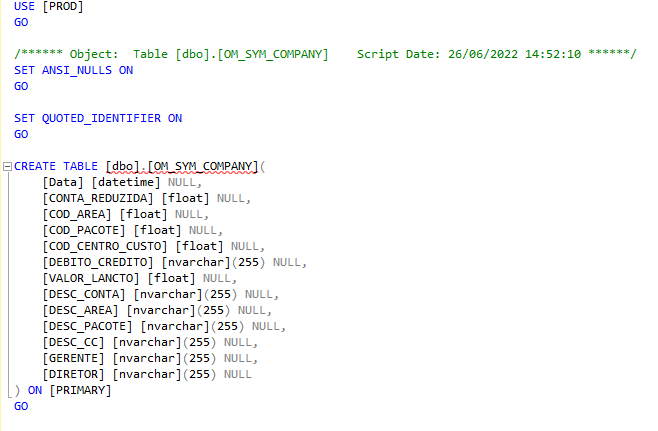 USE [PROD]
GO
/****** Object:  Table [dbo].[OM_SYM_COMPANY]    Script Date: 26/06/2022 14:52:10 ******/
SET ANSI_NULLS ON
GO
SET QUOTED_IDENTIFIER ON
GO
CREATE TABLE [dbo].[OM_SYM_COMPANY](
    [Data] [datetime] NULL,
    [CONTA_REDUZIDA] [float] NULL,
    [COD_AREA] [float] NULL,
    [COD_PACOTE] [float] NULL,
    [COD_CENTRO_CUSTO] [float] NULL,
    [DEBITO_CREDITO] [nvarchar](255) NULL,
    [VALOR_LANCTO] [float] NULL,
    [DESC_CONTA] [nvarchar](255) NULL,
    [DESC_AREA] [nvarchar](255) NULL,
    [DESC_PACOTE] [nvarchar](255) NULL,
    [DESC_CC] [nvarchar](255) NULL,
    [GERENTE] [nvarchar](255) NULL,
    [DIRETOR] [nvarchar](255) NULL
) ON [PRIMARY]
GO